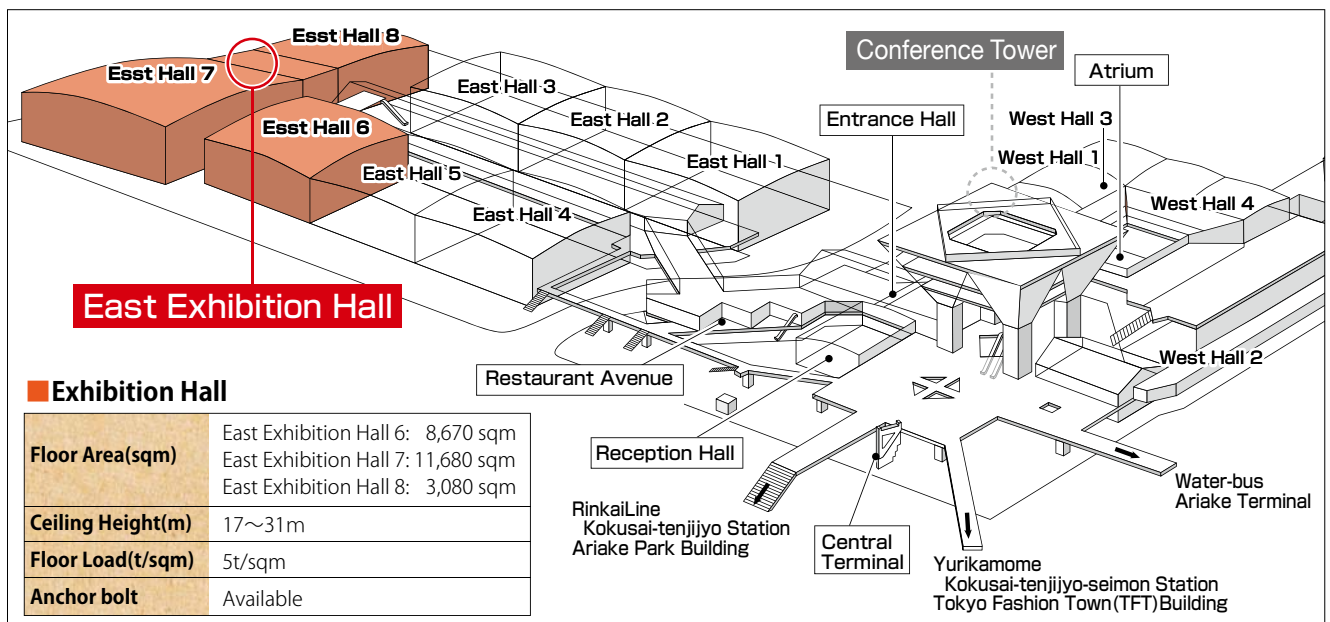 Esst Hall 8
Esst Hall 7
Esst Hall 6
East Hall 3
East Hall 2
East Hall 1
East Hall 5
East Hall 4
East Exhibition Hall
Conference Tower
Atrium
Entrance Hall
West Hall 3
West Hall 1
West Hall 4
West Hall 2
Restaurant Avenue
Reception Hall
RinkaiLine
Kokusai-tenjijyo Station
Ariake Park Building
Central
Terminal
Yurikamome
Kokusai-tenjijyo-seimon Station
Tokyo Fashion Town(TFT)Building
Water-bus
Ariake Terminal
■Exhibition Hall
Floor Area(sqm)
East Exhibition Hall 6: 8,670 sqm
East Exhibition Hall 7: 11,680 sqm
East Exhibition Hall 8: 3,080 sqm
Ceiling Height(m) 17～31m
Floor Load(t/sqm) 5t/sqm
Anchor bolt Available